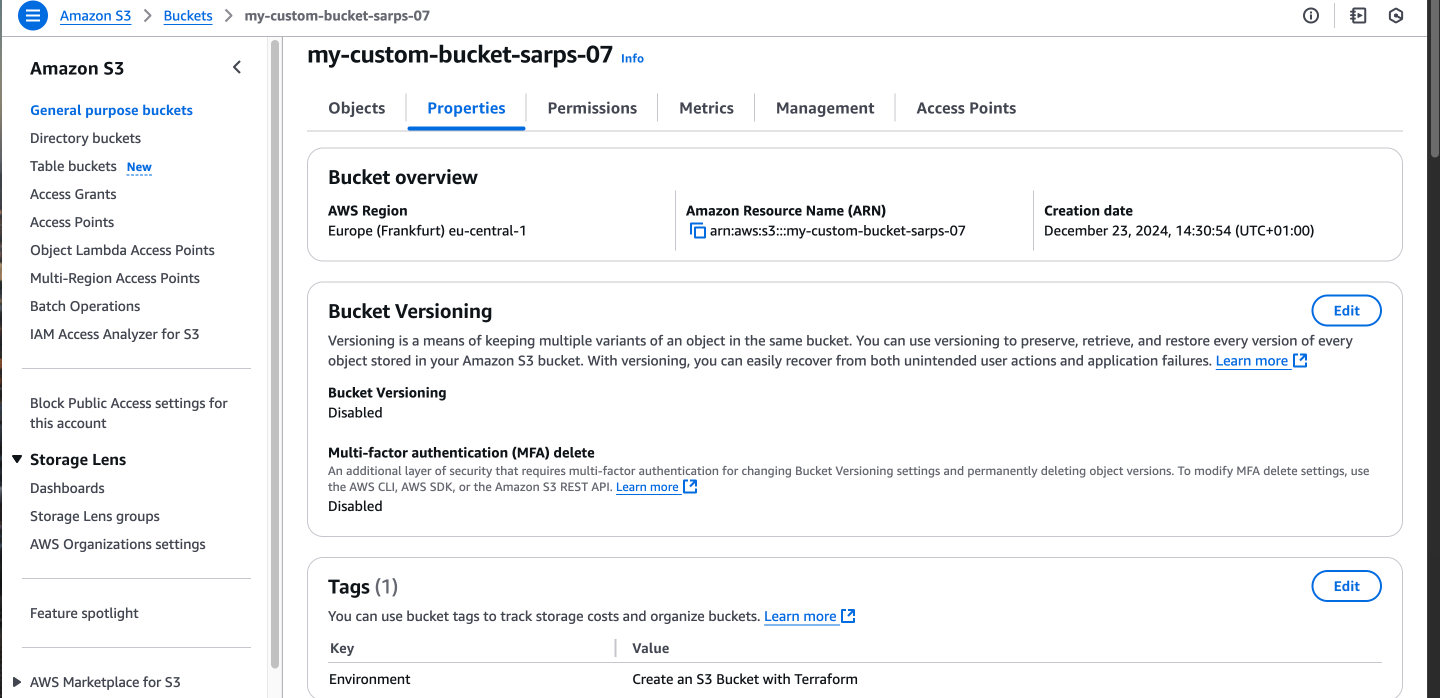 Amazon S3 > Buckets > my-custom-bucket-sarps-07
Amazon S3
General purpose buckets
Directory buckets
Table buckets New
Access Grants
Access Points
Object Lambda Access Points
Multi-Region Access Points
Batch Operations
IAM Access Analyzer for S3
Block Public Access settings for
this account
Storage Lens
Dashboards
Storage Lens groups
AWS Organizations settings
Feature spotlight
AWS Marketplace for S3
my-custom-bucket-sarps-07 Info
Objects Properties Permissions Metrics Management Access Points
Bucket overview
AWS Region
Europe (Frankfurt) eu-central-1
Amazon Resource Name (ARN)
arn:aws:s3:::my-custom-bucket-sarps-07
Creation date
December 23, 2024, 14:30:54 (UTC+01:00)
Bucket Versioning
Edit
Versioning is a means of keeping multiple variants of an object in the same bucket. You can use versioning to preserve, retrieve, and restore every version of every
object stored in your Amazon S3 bucket. With versioning, you can easily recover from both unintended user actions and application failures. Learn more
Bucket Versioning
Disabled
Multi-factor authentication (MFA) delete
An additional layer of security that requires multi-factor authentication for changing Bucket Versioning settings and permanently deleting object versions. To modify MFA delete settings, use
the AWS CLI, AWS SDK, or the Amazon S3 REST API. Learn more
Disabled
Tags (1)
Edit
You can use bucket tags to track storage costs and organize buckets. Learn more
Key Value
Environment Create an S3 Bucket with Terraform